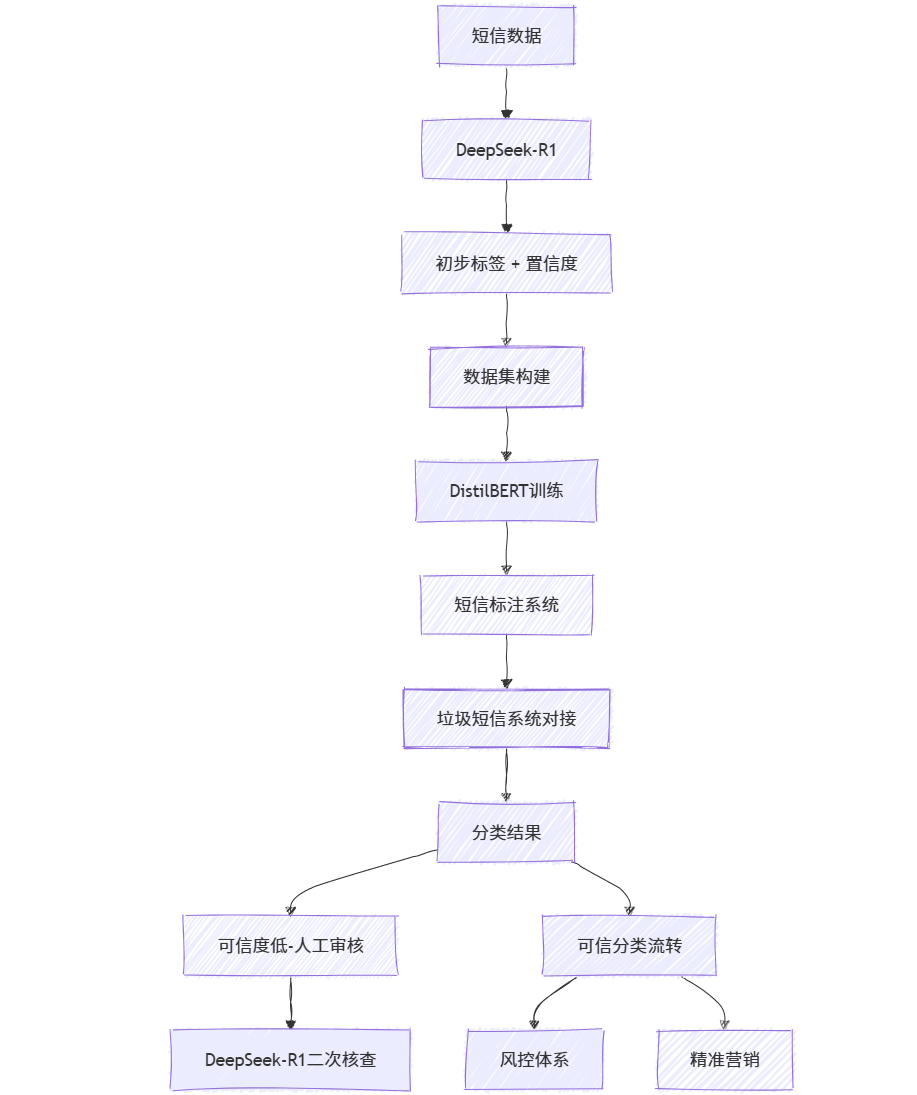 短信数据
DeepSeek-R1
初步标签 + 置信度
数据集构建
DistilBERT训练
短信标注系统
垃圾短信系统对接
分类结果
可信度低-人工审核
可信分类流转
DeepSeek-R1二次核查
风控体系
精准营销